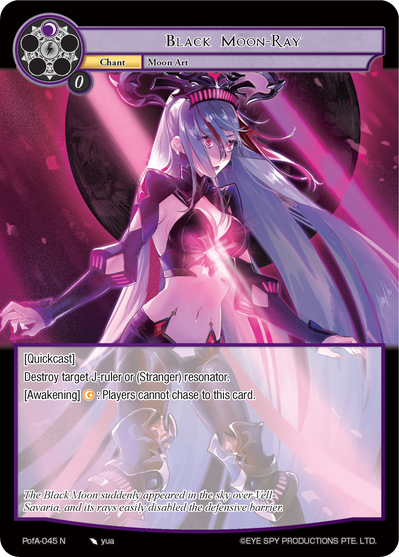 Black Moon-Ray
Chant Moon Art
0
[Quickcast]
Destroy target J-ruler or (Stranger) resonator.
[Awakening] : Players cannot chase to this card.
The Black Moon suddenly appeared in the sky over Yell-
Savaria, and its rays easily disabled the defensive barrier.
PofA-045 N yua ©EYE SPY PRODUCTIONS PTE. LTD.